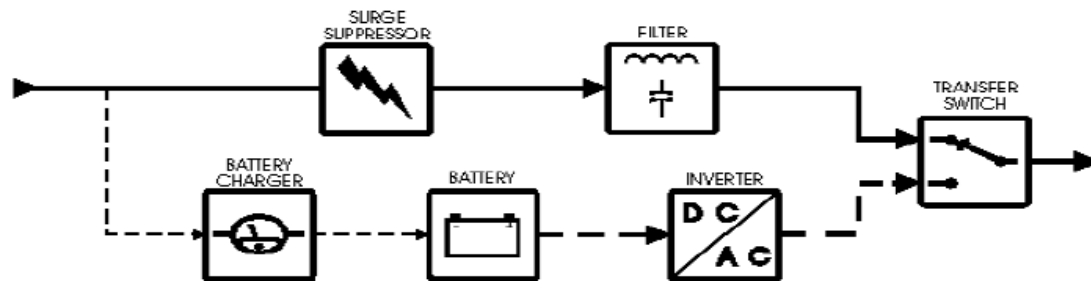 SURGE
SUPPRESSOR
FILTER
TRANSFER
SWITCH
BATTERY
CHARGER
BATTERY
INVERTER
D C
A C